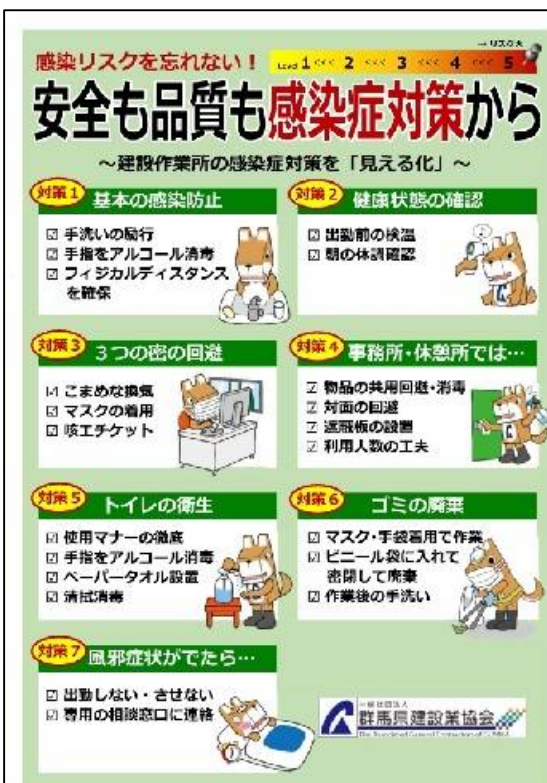 → リスク大
感染リスクを忘れない！
Level 1 <<< 2 <<< 3 <<< 4 <<< 5
安全も品質も感染症対策から
～建設作業所の感染症対策を「見える化」～
対策1 基本の感染防止
☑ 手洗いの励行
☑ 手指をアルコール消毒
☑ フィジカルディスタンス
を確保
対策2 健康状態の確認
☑ 出勤前の検温
☑ 朝の体調確認
対策3 3つの密の回避
☑ こまめな換気
☑ マスクの着用
☑ 咳エチケット
対策4 事務所・休憩所では…
☑ 物品の共用回避・消毒
☑ 対面の回避
☑ 遮蔽板の設置
☑ 利用人数の工夫
対策5 トイレの衛生
☑ 使用マナーの徹底
☑ 手指をアルコール消毒
☑ ペーパータオル設置
☑ 清拭消毒
対策6 ゴミの廃棄
☑ マスク・手袋着用で作業
☑ ビニール袋に入れて
密閉して廃棄
☑ 作業後の手洗い
対策7 風邪症状がでたら…
☑ 出勤しない・させない
☑ 専用の相談窓口に連絡
一般社団法人
群馬県建設業協会